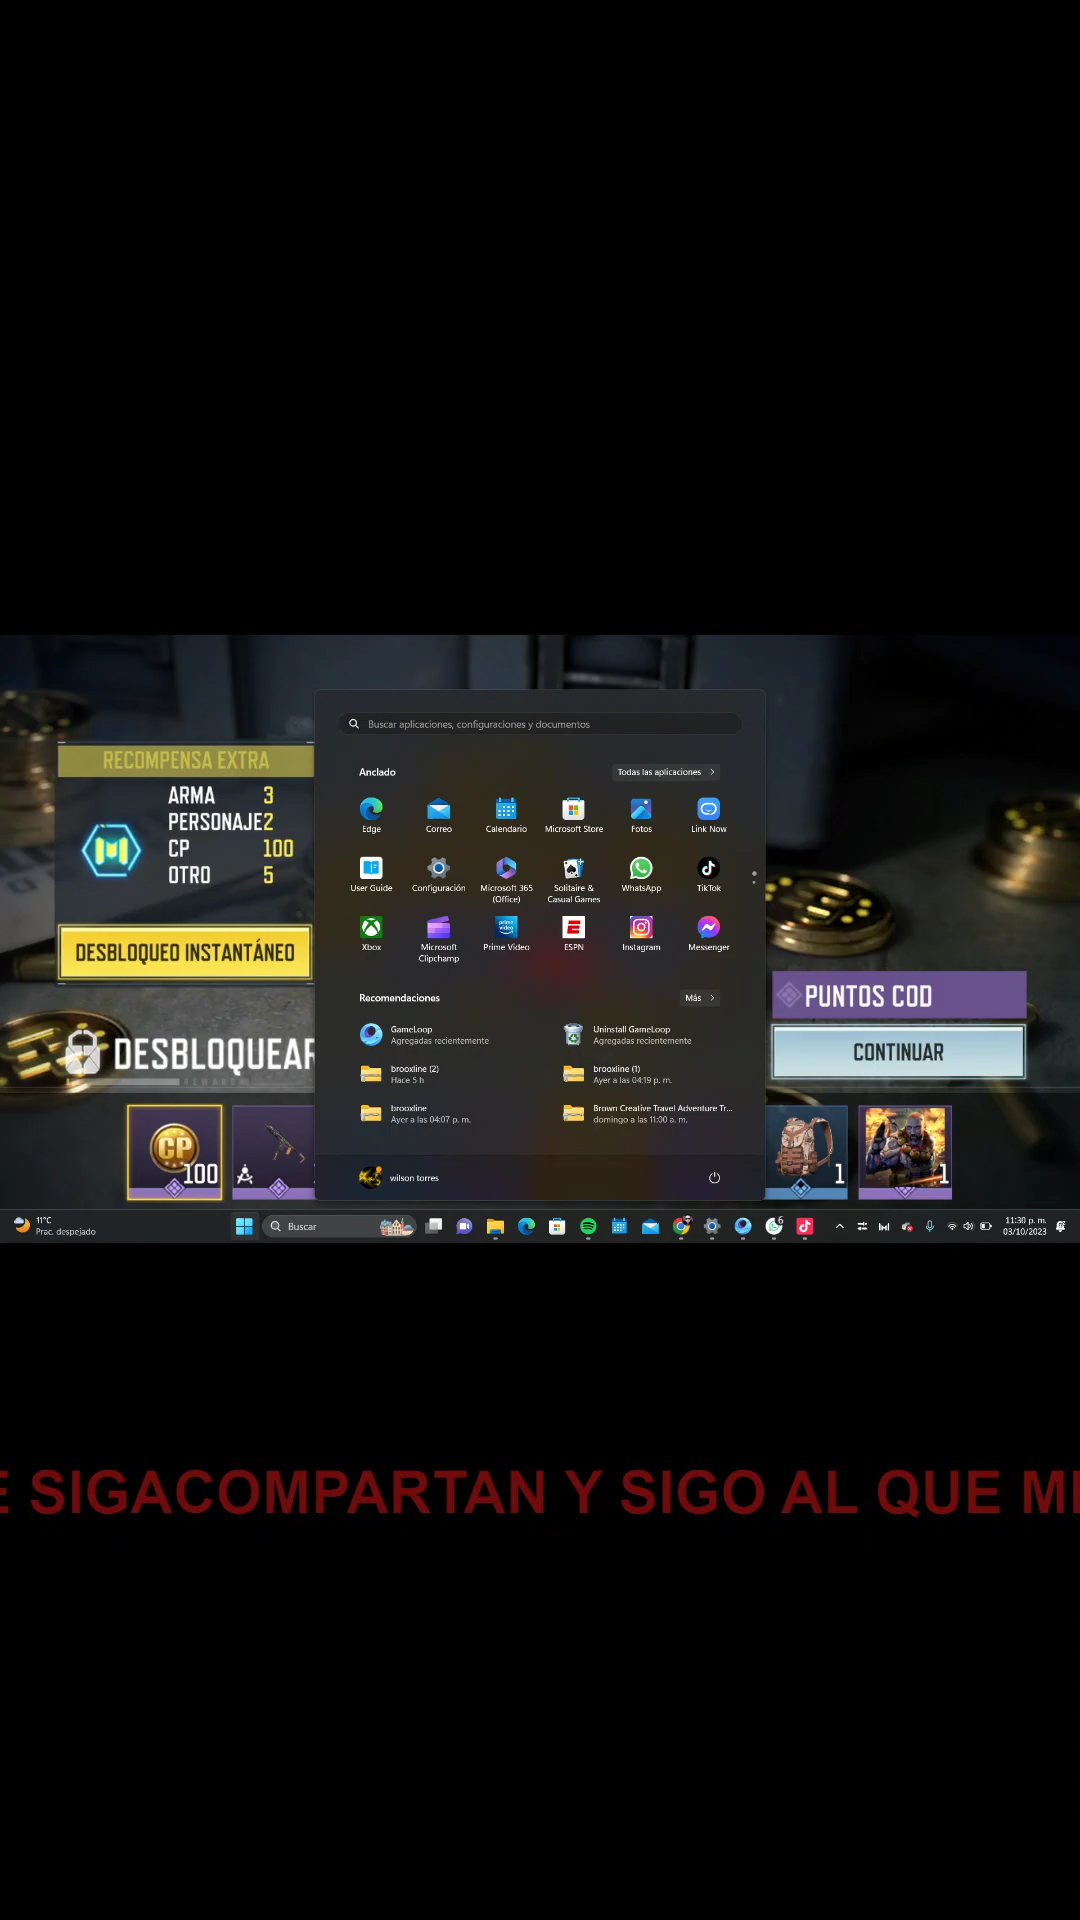 Buscar aplicaciones, configuraciones y documentos
RECOMPENSA EXTRA
ARMA 3
PERSONAJE 2
CP 100
OTRO 5
DESBLOQUEO INSTANTÁNEO
DESBLOQUEAR
Anclado
Todas las aplicaciones
Edge
Correo
Calendario
Microsoft Store
Fotos
Link Now
User Guide
Configuración
Microsoft 365
(Office)
Solitaire &
Casual Games
WhatsApp
TikTok
Xbox
Microsoft
Clipchamp
prime
video
Prime Video
ESPN
Instagram
Messenger
Recomendaciones
Más
GameLoop
Agregadas recientemente
Uninstall GameLoop
Agregadas recientemente
brooxline (2)
Hace 5 h
brooxline (1)
Ayer a las 04:19 p. m.
brooxline
Ayer a las 04:07 p. m.
Brown Creative Travel Adventure Tr...
domingo a las 11:00 a. m.
wilson torres
PUNTOS COD
CONTINUAR
CP
100
1
1
11°C
Prac. despejado
Buscar
6
11:30 p. m.
03/10/2023
E SIGACOMPARTAN Y SIGO AL QUE ME